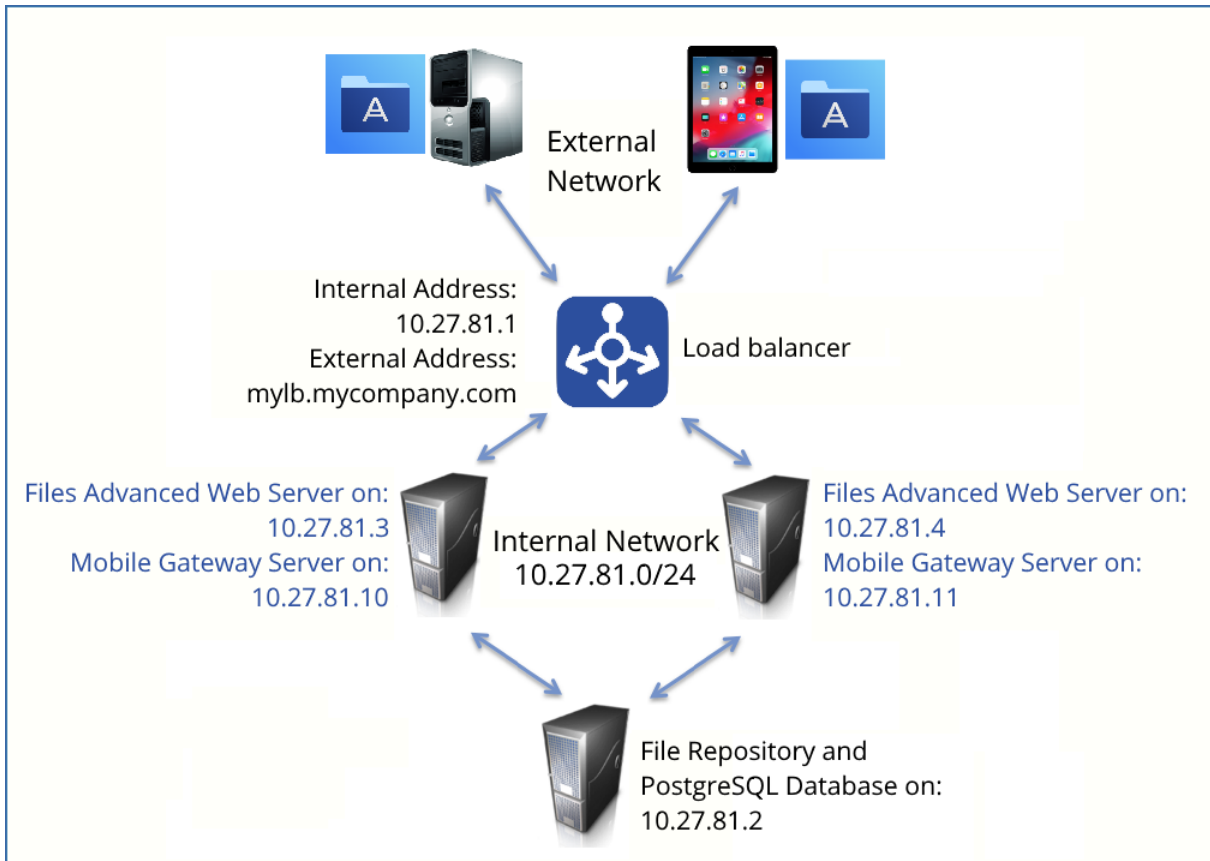 A
A
External
Network
Internal Address:
10.27.81.1
External Address:
mylb.mycompany.com
Load balancer
Files Advanced Web Server on:
10.27.81.3
Mobile Gateway Server on:
10.27.81.10
Internal Network
10.27.81.0/24
Files Advanced Web Server on:
10.27.81.4
Mobile Gateway Server on:
10.27.81.11
File Repository and
PostgreSQL Database on:
10.27.81.2